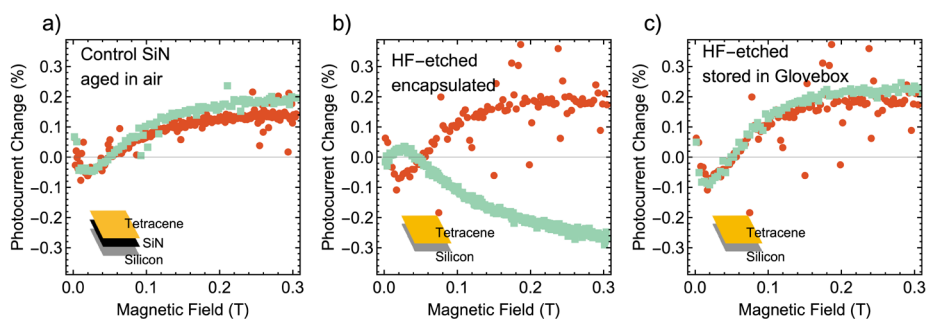 a)
Control SiN
aged in air
Photocurrent Change (%)
0.3
0.2
0.1
0.0
−0.1
−0.2
−0.3
Tetracene
SiN
Silicon
0.0 0.1 0.2 0.3
Magnetic Field (T)
b)
HF−etched
encapsulated
Photocurrent Change (%)
0.3
0.2
0.1
0.0
−0.1
−0.2
−0.3
Tetracene
Silicon
0.0 0.1 0.2 0.3
Magnetic Field (T)
c)
HF−etched
stored in Glovebox
Photocurrent Change (%)
0.3
0.2
0.1
0.0
−0.1
−0.2
−0.3
Tetracene
Silicon
0.0 0.1 0.2 0.3
Magnetic Field (T)